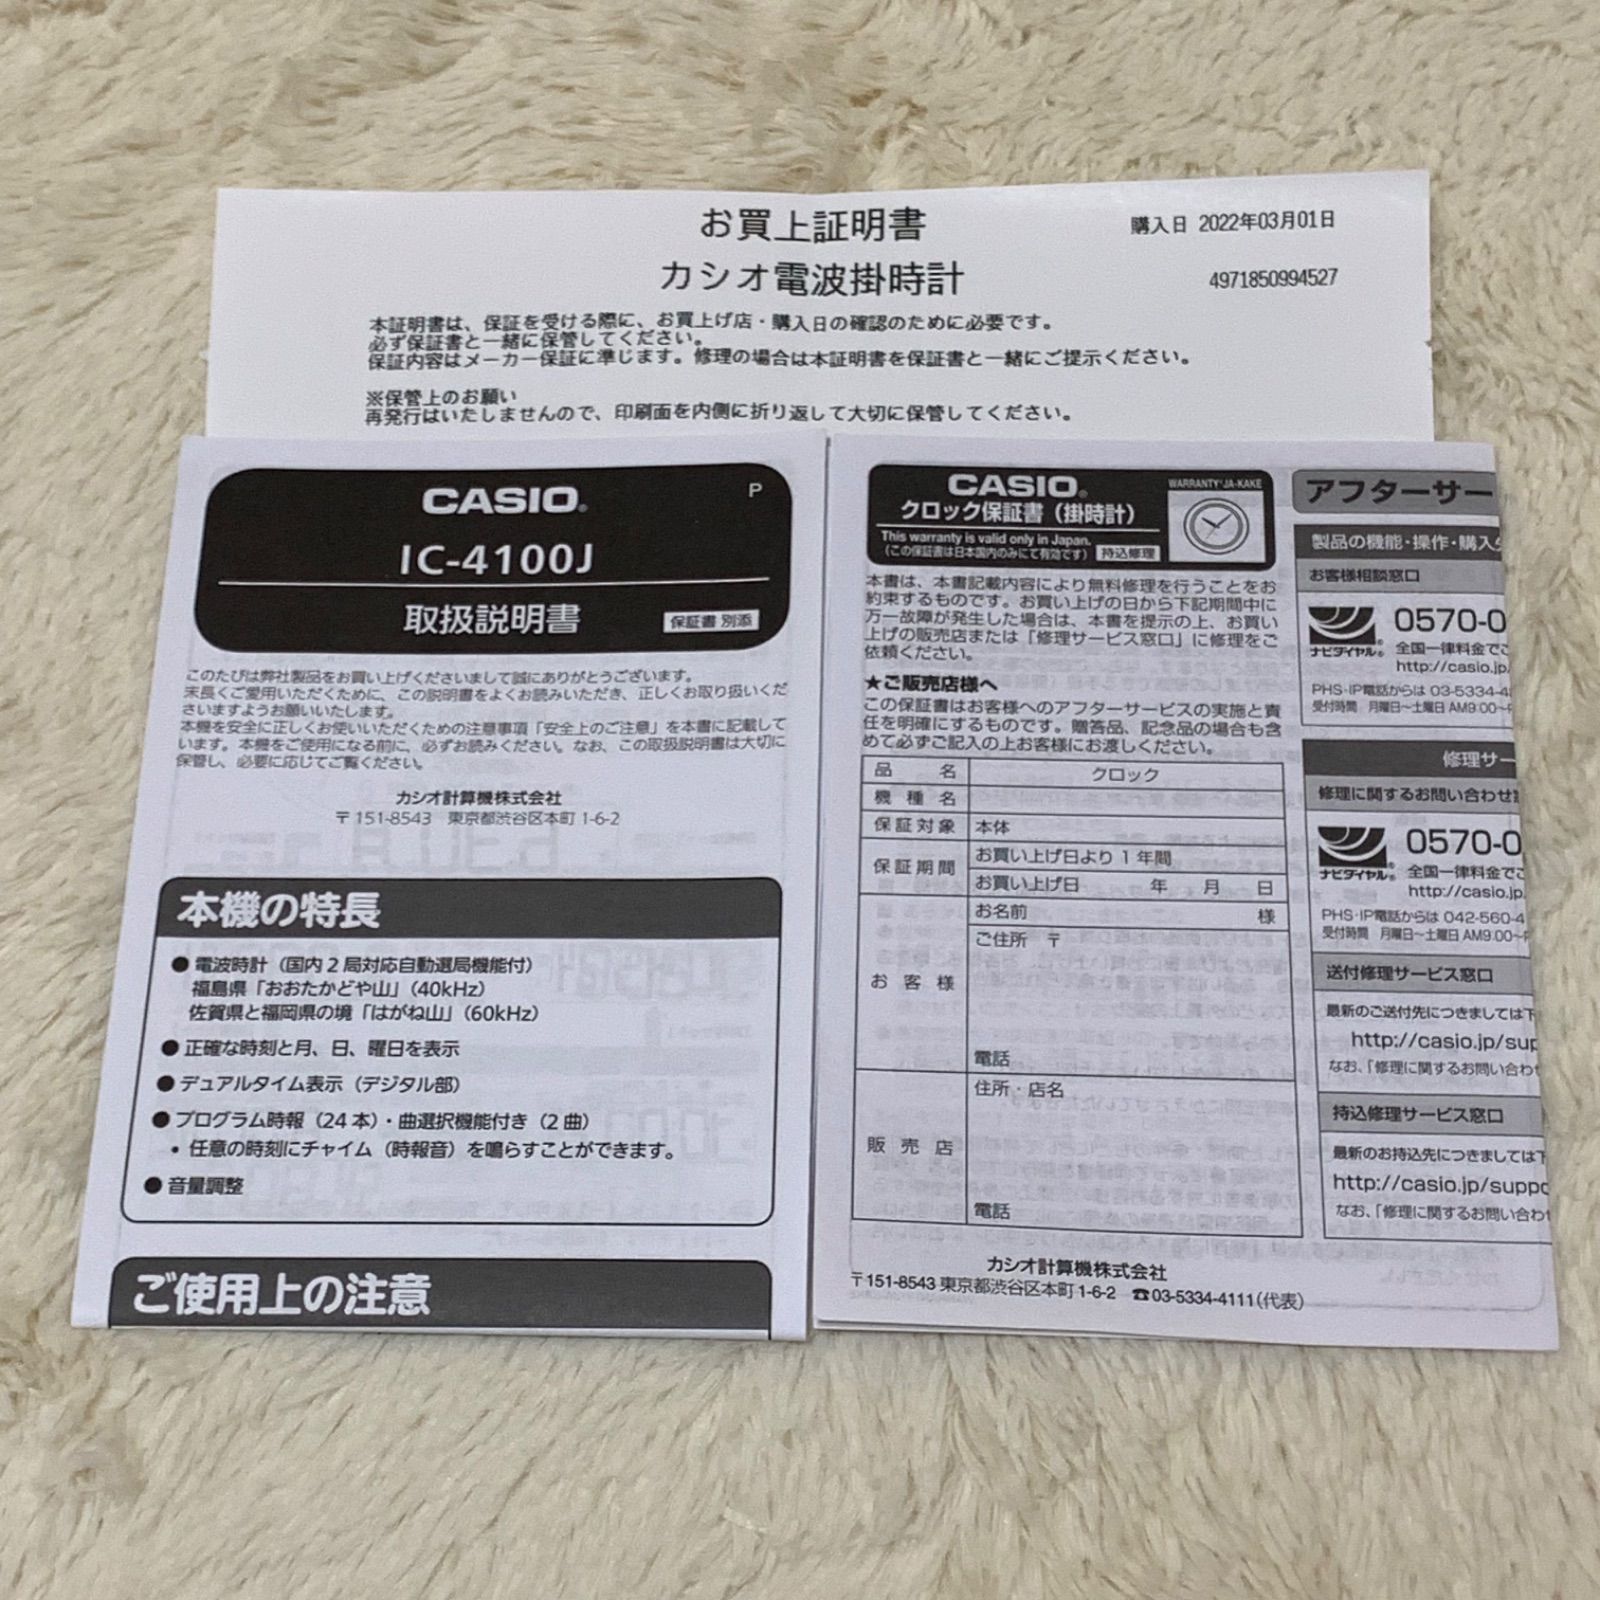 お買上証明書
購入日 2022年03月01日
カシオ電波掛時計
4971850994527
本証明書は、保証を受ける際に、お買上げ店・購入日の確認のために必要です。
必ず保証書と一緒に保管してください。
保証内容はメーカー保証に準じます。修理の場合は本証明書を保証書と一緒にご提示ください。
※保管上のお願い
再発行はいたしませんので、印刷面を内側に折り返して大切に保管してください。
CASIO®
P
IC-4100J
取扱説明書
保証書 別添
このたびは弊社製品をお買い上げくださいまして誠にありがとうございます。
末長くご愛用いただくために、この説明書をよくお読みいただき、正しくお取り扱いくだ
さいますようお願いいたします。
本機を安全に正しくお使いいただくための注意事項「安全上のご注意」を本書に記載して
います。本機をご使用になる前に、必ずお読みください。なお、この取扱説明書は大切に
保管し、必要に応じてご覧ください。
カシオ計算機株式会社
〒151-8543 東京都渋谷区本町 1-6-2
本機の特長
● 電波時計（国内 2 局対応自動選局機能付）
福島県「おおたかどや山」（40kHz）
佐賀県と福岡県の境「はがね山」（60kHz）
● 正確な時刻と月、日、曜日を表示
● デュアルタイム表示（デジタル部）
● プログラム時報（24 本）・曲選択機能付き（2 曲）
• 任意の時刻にチャイム（時報音）を鳴らすことができます。
● 音量調整
ご使用上の注意
CASIO®
WARRANTY*JA-KAKE
クロック保証書（掛時計）
This warranty is valid only in Japan.
（この保証書は日本国内のみにて有効です） 持込修理
本書は、本書記載内容により無料修理を行うことをお
約束するものです。お買い上げの日から下記期間中に
万一故障が発生した場合は、本書を提示の上、お買い
上げの販売店または「修理サービス窓口」に修理をご
依頼ください。
★ご販売店様へ
この保証書はお客様へのアフターサービスの実施と責
任を明確にするものです。贈答品、記念品の場合も含
めて必ずご記入の上お客様にお渡しください。
品 名 クロック
機 種 名
保証対象 本体
保証期間 お買い上げ日より 1 年間
お買い上げ日 年 月 日
お客様 お名前 様
ご住所 〒
電話
販売店 住所・店名
電話
カシオ計算機株式会社
〒151-8543 東京都渋谷区本町 1-6-2 ☎03-5334-4111（代表）
アフターサー
製品の機能・操作・購入
お客様相談窓口
ナビダイヤル®
0570-0
全国一律料金でご
http://casio.jp
PHS・IP電話からは 03-5334-4
受付時間 月曜日〜土曜日 AM9:00〜
修理サー
修理に関するお問い合わせ
ナビダイヤル®
0570-0
全国一律料金でご
http://casio.jp
PHS・IP電話からは 042-560-4
受付時間 月曜日〜土曜日 AM9:00〜
送付修理サービス窓口
最新のご送付先につきましては下
http://casio.jp/sup
なお、「修理に関するお問い合わ
持込修理サービス窓口
最新のお持込先につきましては下
http://casio.jp/suppo
なお、「修理に関するお問い合わ